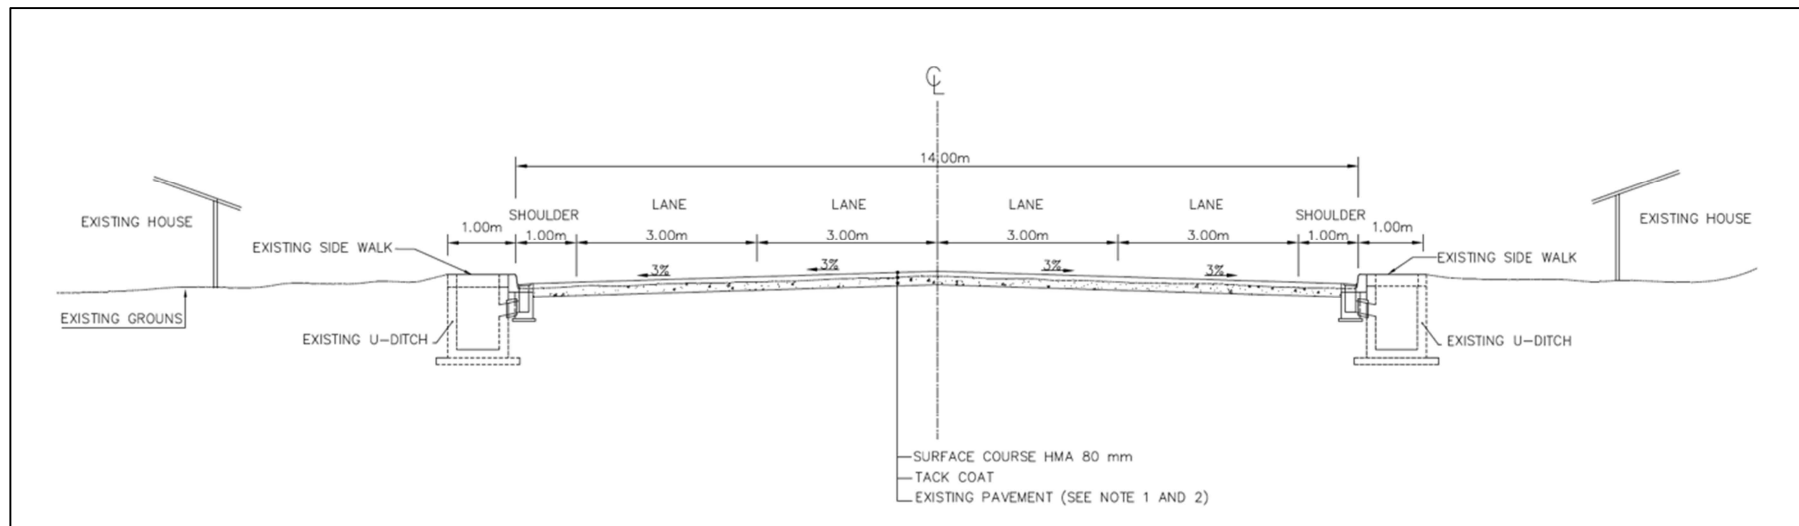 CL
14.00m
LANE
LANE
LANE
LANE
SHOULDER
SHOULDER
EXISTING HOUSE
EXISTING HOUSE
1.00m
1.00m
3.00m
3.00m
3.00m
3.00m
1.00m
1.00m
EXISTING SIDE WALK
EXISTING SIDE WALK
3%
3%
3%
3%
EXISTING GROUNS
EXISTING U-DITCH
EXISTING U-DITCH
SURFACE COURSE HMA 80 mm
TACK COAT
EXISTING PAVEMENT (SEE NOTE 1 AND 2)